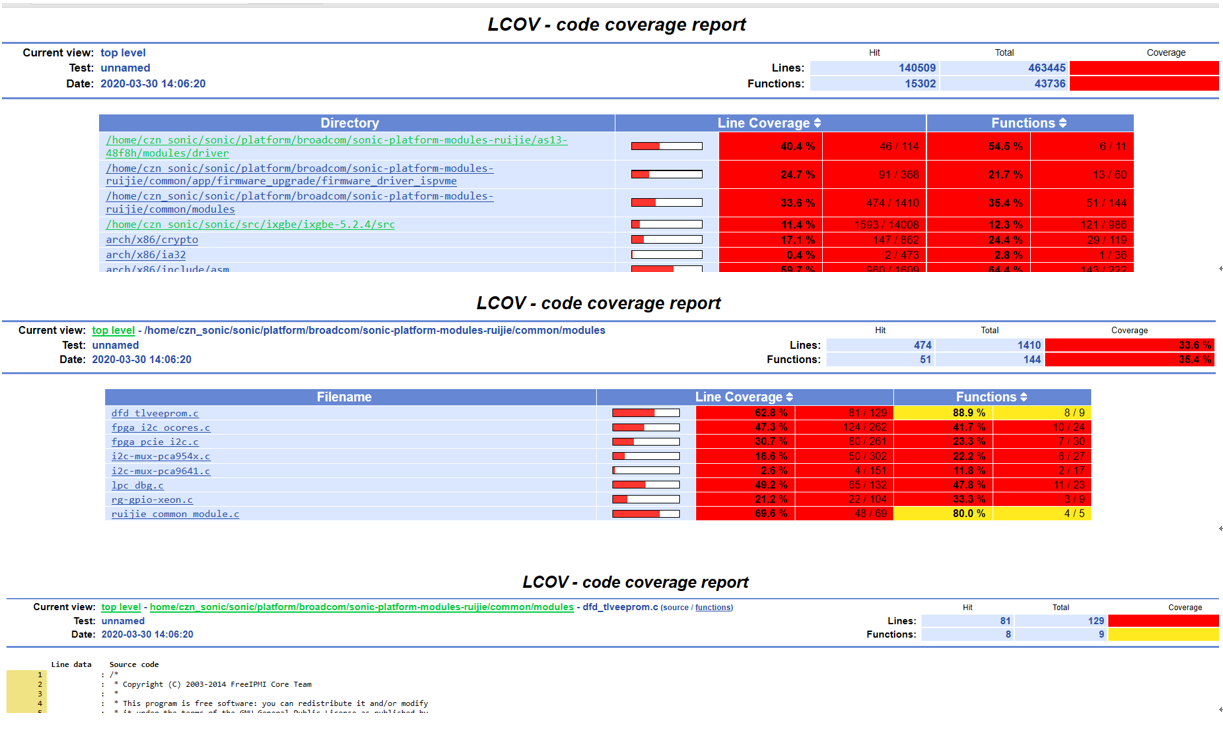 LCOV - code coverage report
Current view: top level Hit Total Coverage
Test: unnamed Lines: 140509 463445
Date: 2020-03-30 14:06:20 Functions: 15302 43736
Directory Line Coverage Functions
/home/czn_sonic/sonic/platform/broadcom/sonic-platform-modules-ruijie/as13-
48f8h/modules/driver 40.4 % 46 / 114 54.5 % 6 / 11
/home/czn_sonic/sonic/platform/broadcom/sonic-platform-modules-
ruijie/common/app/firmware_upgrade/firmware_driver_ispvme 24.7 % 91 / 368 21.7 % 13 / 60
/home/czn_sonic/sonic/platform/broadcom/sonic-platform-modules-
ruijie/common/modules 33.6 % 474 / 1410 35.4 % 51 / 144
/home/czn_sonic/sonic/src/ixgbe/ixgbe-5.2.4/src 11.4 % 1593 / 14008 12.3 % 121 / 986
arch/x86/crypto 17.1 % 147 / 862 24.4 % 29 / 119
arch/x86/ia32 0.4 % 2 / 473 2.8 % 1 / 36
arch/x86/include/asm 59.7 % 960 / 1609 64.4 % 143 / 222
LCOV - code coverage report
Current view: top level - /home/czn_sonic/sonic/platform/broadcom/sonic-platform-modules-ruijie/common/modules Hit Total Coverage
Test: unnamed Lines: 474 1410 33.6 %
Date: 2020-03-30 14:06:20 Functions: 51 144 35.4 %
Filename Line Coverage Functions
dfd_tlveeprom.c 62.8 % 81 / 129 88.9 % 8 / 9
fpga_i2c_ocores.c 47.3 % 124 / 262 41.7 % 10 / 24
fpga_pcie_i2c.c 30.7 % 80 / 261 23.3 % 7 / 30
i2c-mux-pca954x.c 16.6 % 50 / 302 22.2 % 6 / 27
i2c-mux-pca9641.c 2.6 % 4 / 151 11.8 % 2 / 17
lpc_dbg.c 49.2 % 65 / 132 47.8 % 11 / 23
rg-gpio-xeon.c 21.2 % 22 / 104 33.3 % 3 / 9
ruijie_common_module.c 69.6 % 48 / 69 80.0 % 4 / 5
LCOV - code coverage report
Current view: top level - home/czn_sonic/sonic/platform/broadcom/sonic-platform-modules-ruijie/common/modules - dfd_tlveeprom.c (source / functions) Hit Total Coverage
Test: unnamed Lines: 81 129
Date: 2020-03-30 14:06:20 Functions: 8 9
Line data Source code
1 : /*
2 : * Copyright (C) 2003-2014 FreeIPMI Core Team
3 : *
4 : * This program is free software: you can redistribute it and/or modify
5 : * it under the terms of the GNU General Public License as published by